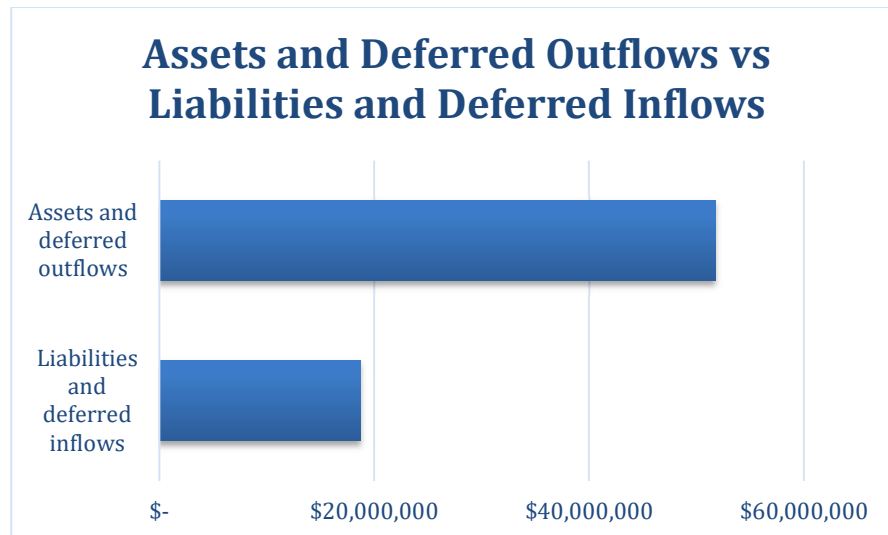 Assets and Deferred Outflows vs
Liabilities and Deferred Inflows
Assets and
deferred
outflows
Liabilities
and
deferred
inflows
$-
$20,000,000
$40,000,000
$60,000,000